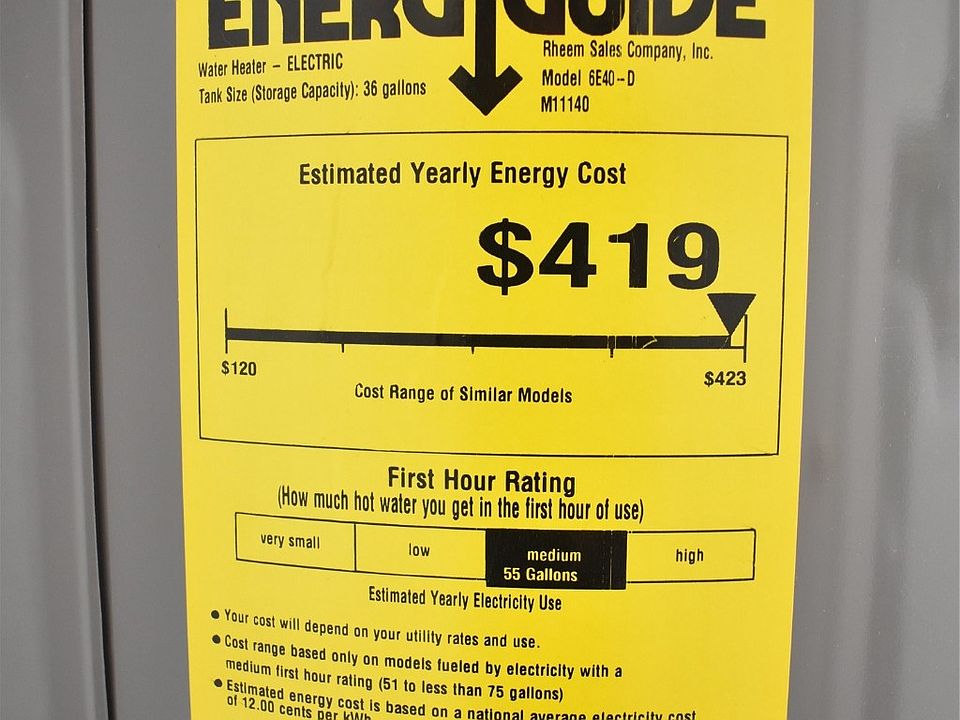 ENERGYGUIDE
Water Heater – ELECTRIC
Tank Size (Storage Capacity): 36 gallons
Rheem Sales Company, Inc.
Model 6E40-D
M11140
Estimated Yearly Energy Cost
$419
$120
$423
Cost Range of Similar Models
First Hour Rating
(How much hot water you get in the first hour of use)
very small
low
medium
55 Gallons
high
Estimated Yearly Electricity Use
● Your cost will depend on your utility rates and use.
● Cost range based only on models fueled by electricity with a
medium first hour rating (51 to less than 75 gallons)
● Estimated energy cost is based on a national average electricity cost
of 12.00 cents per kWh